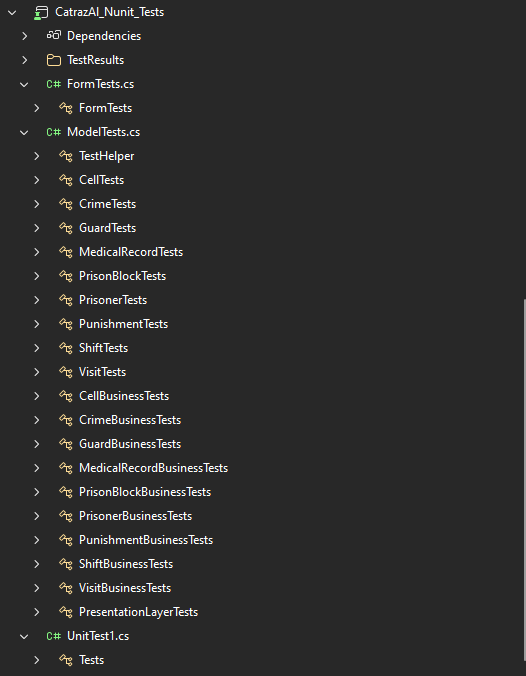 CatrazAI_Nunit_Tests
Dependencies
TestResults
C# FormTests.cs
FormTests
C# ModelTests.cs
TestHelper
CellTests
CrimeTests
GuardTests
MedicalRecordTests
PrisonBlockTests
PrisonerTests
PunishmentTests
ShiftTests
VisitTests
CellBusinessTests
CrimeBusinessTests
GuardBusinessTests
MedicalRecordBusinessTests
PrisonBlockBusinessTests
PrisonerBusinessTests
PunishmentBusinessTests
ShiftBusinessTests
VisitBusinessTests
PresentationLayerTests
C# UnitTest1.cs
Tests